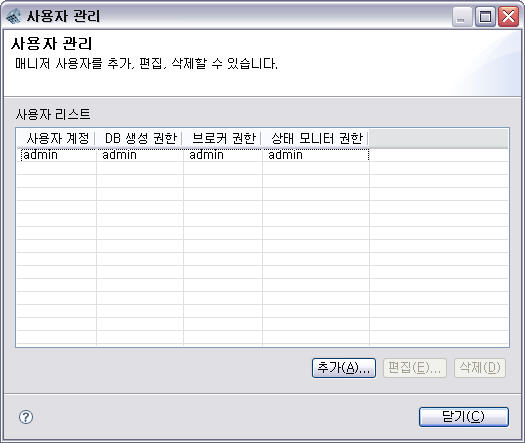 사용자 관리
사용자 관리
매니저 사용자를 추가, 편집, 삭제할 수 있습니다.
사용자 리스트
사용자 계정 DB 생성 권한 브로커 권한 상태 모니터 권한
admin admin admin admin
추가(A)... 편집(E)... 삭제(D)
? 닫기(C)